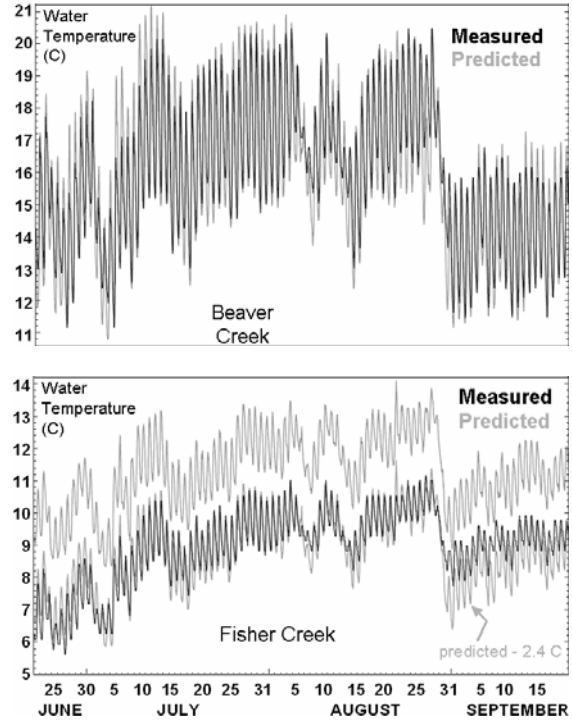 21
20
19
18
17
16
15
14
13
12
11
Water
Temperature
(C)
Measured
Predicted
Beaver
Creek
14
13
12
11
10
9
8
7
6
5
Water
Temperature
(C)
Measured
Predicted
Fisher Creek
predicted - 2.4 C
25 30 5 10 15 20 25 31 5 10 15 20 25 31 5 10 15
JUNE JULY AUGUST SEPTEMBER